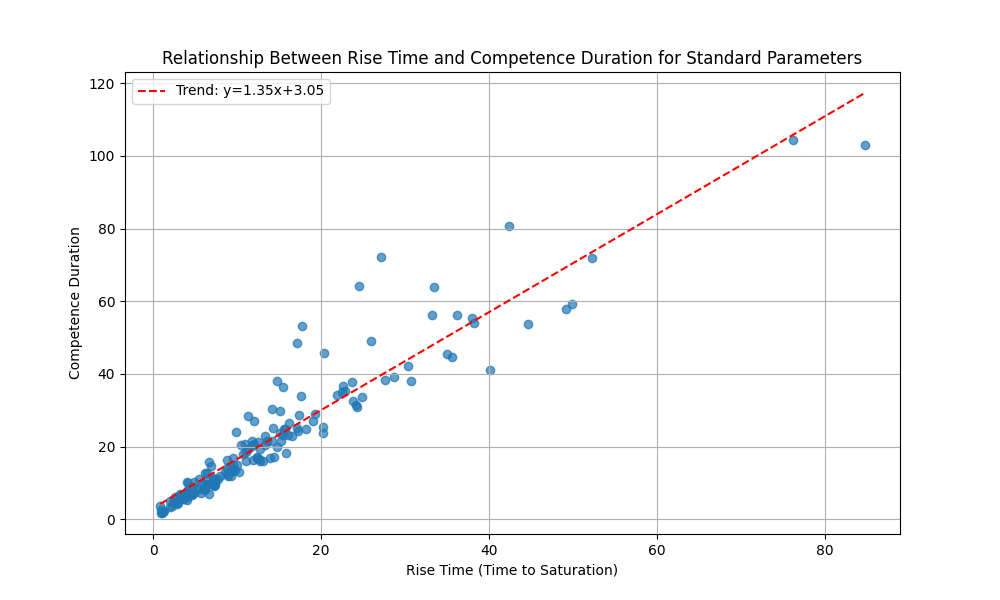 Relationship Between Rise Time and Competence Duration for Standard Parameters
Trend: y=1.35x+3.05
120
100
80
60
40
20
0
Competence Duration
0 20 40 60 80
Rise Time (Time to Saturation)